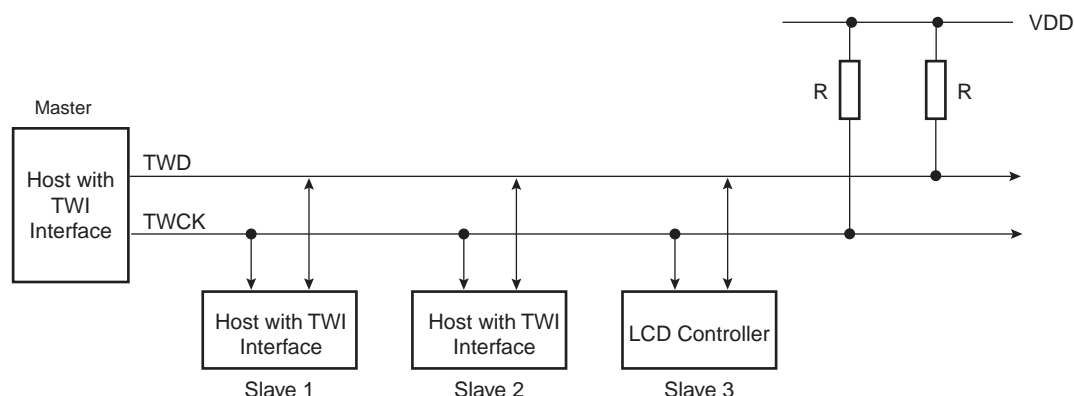 VDD
R
R
Master
Host with
TWI
Interface
TWD
TWCK
Host with TWI
Interface
Host with TWI
Interface
LCD Controller
Slave 1
Slave 2
Slave 3